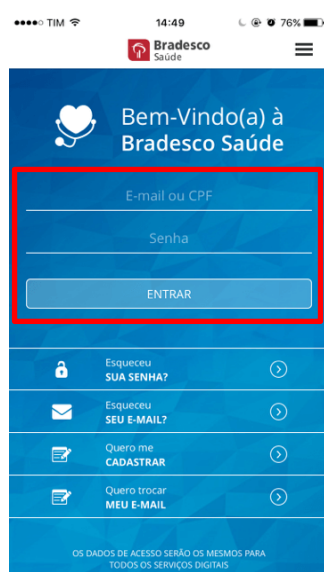 TIM 14:49 76%
Bradesco
Saúde
Bem-Vindo(a) à
Bradesco Saúde
E-mail ou CPF
Senha
ENTRAR
Esqueceu
SUA SENHA?
Esqueceu
SEU E-MAIL?
Quero me
CADASTRAR
Quero trocar
MEU E-MAIL
OS DADOS DE ACESSO SERÃO OS MESMOS PARA
TODOS OS SERVIÇOS DIGITAIS